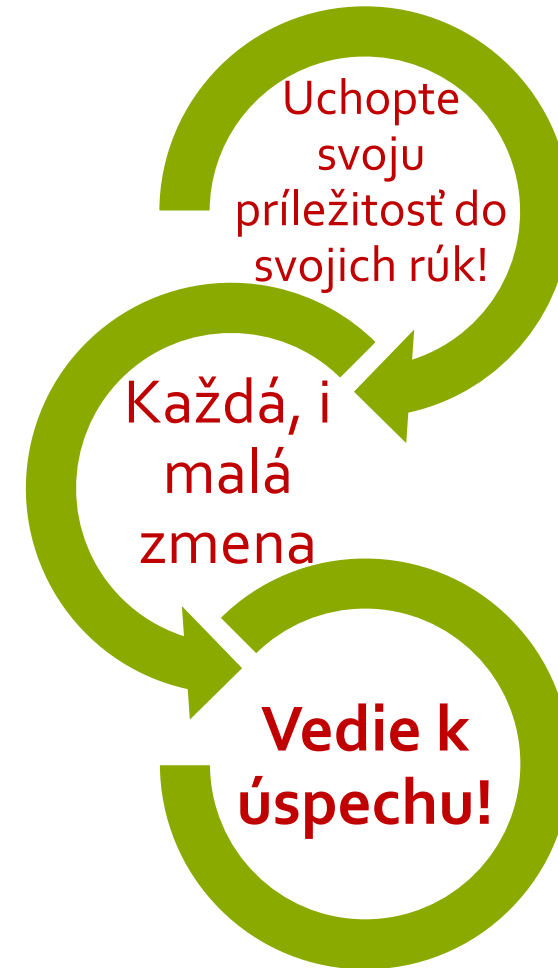 Uchopte
svoju
príležitosť do
svojich rúk!
Každá, i
malá
zmena
Vedie k
úspechu!